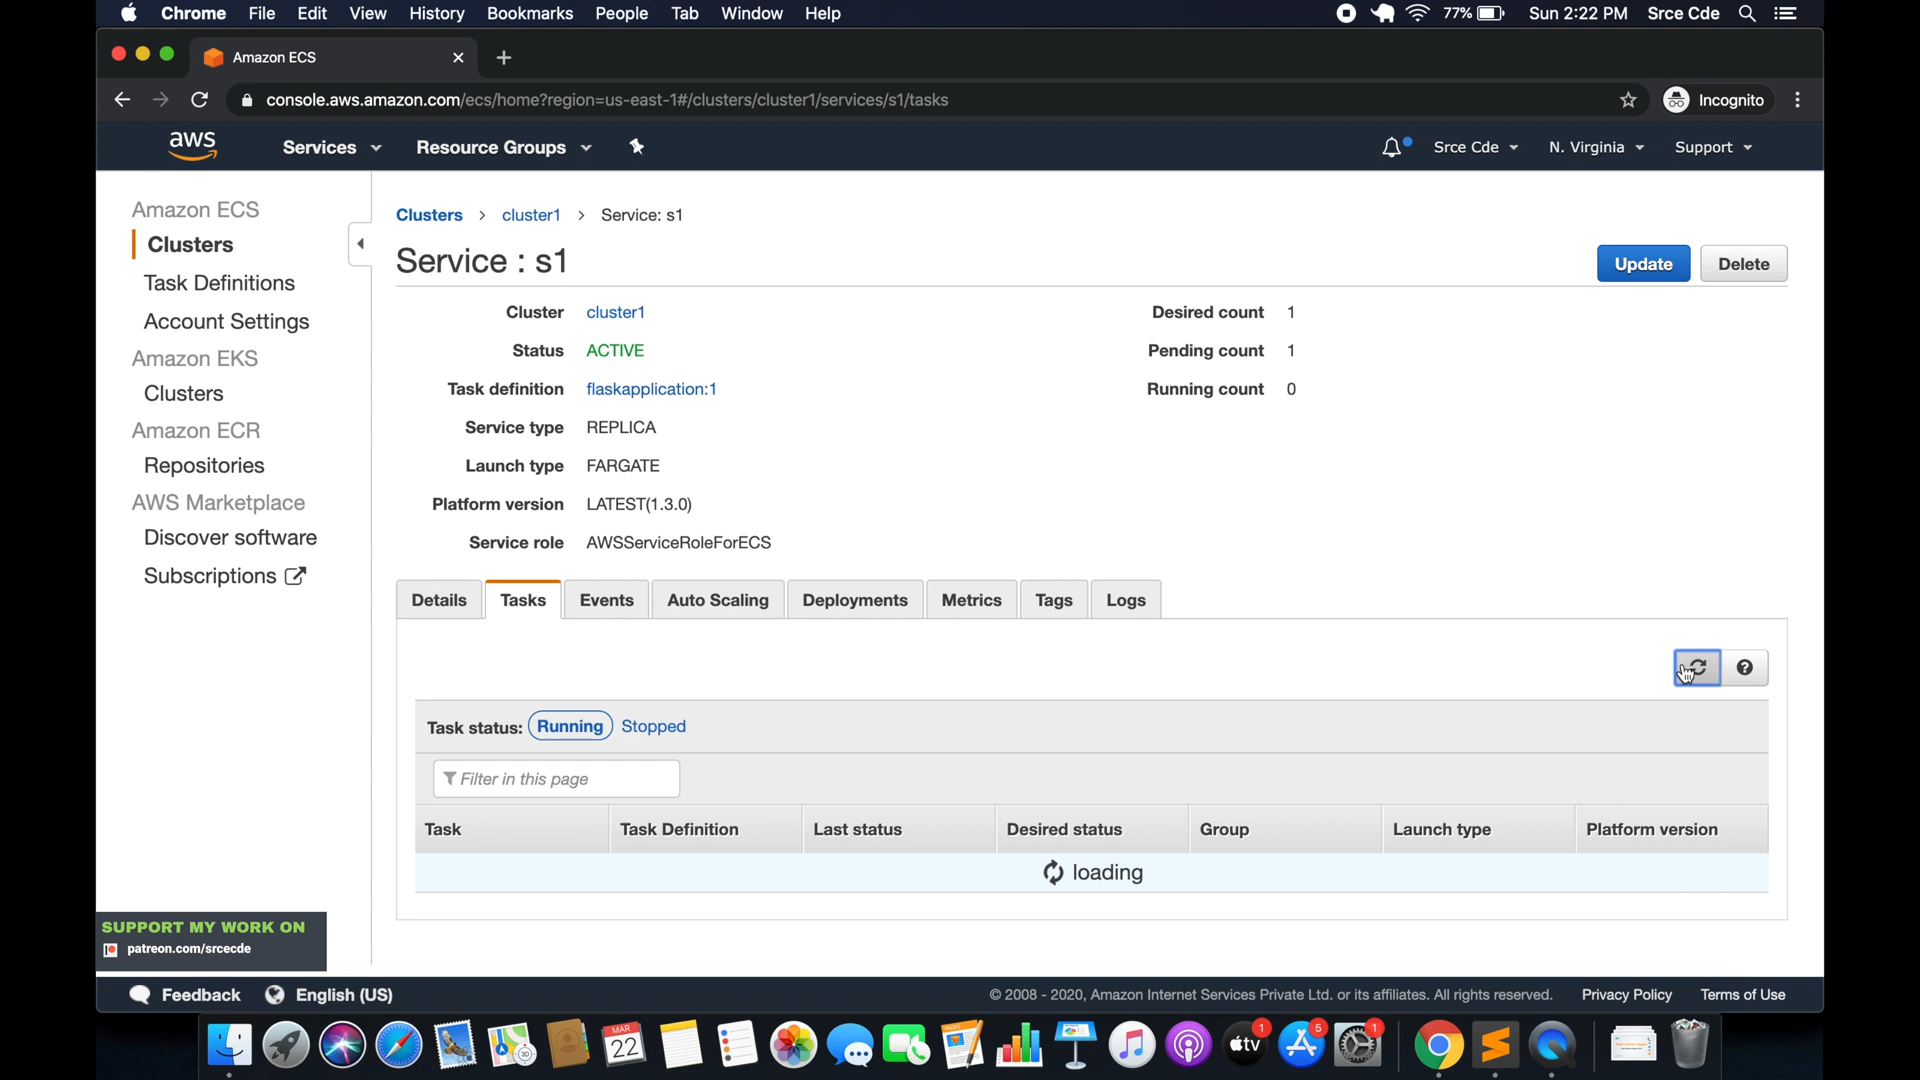 Chrome File Edit View History Bookmarks People Tab Window Help 77% Sun 2:22 PM Srce Cde
Amazon ECS
console.aws.amazon.com/ecs/home?region=us-east-1#/clusters/cluster1/services/s1/tasks Incognito
aws Services Resource Groups Srce Cde N. Virginia Support
Amazon ECS
Clusters
Task Definitions
Account Settings
Amazon EKS
Clusters
Amazon ECR
Repositories
AWS Marketplace
Discover software
Subscriptions
Clusters > cluster1 > Service: s1
Service : s1 Update Delete
Cluster cluster1 Desired count 1
Status ACTIVE Pending count 1
Task definition flaskapplication:1 Running count 0
Service type REPLICA
Launch type FARGATE
Platform version LATEST(1.3.0)
Service role AWSServiceRoleForECS
Details Tasks Events Auto Scaling Deployments Metrics Tags Logs
Task status: Running Stopped
Filter in this page
Task Task Definition Last status Desired status Group Launch type Platform version
loading
SUPPORT MY WORK ON
patreon.com/srcecde
Feedback English (US) © 2008 - 2020, Amazon Internet Services Private Ltd. or its affiliates. All rights reserved. Privacy Policy Terms of Use
MAR
22
3D
tv
1
5
1